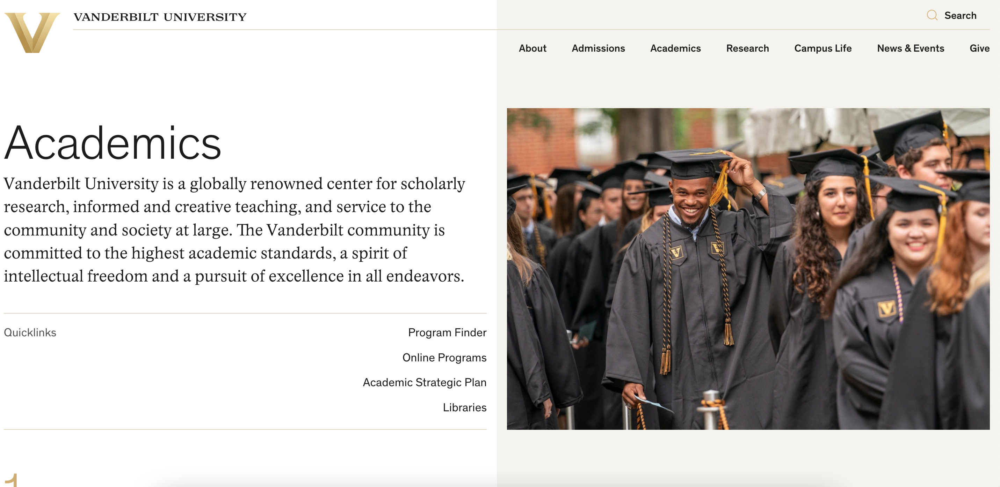 VANDERBILT UNIVERSITY
Search
About Admissions Academics Research Campus Life News & Events Give
Academics
Vanderbilt University is a globally renowned center for scholarly
research, informed and creative teaching, and service to the
community and society at large. The Vanderbilt community is
committed to the highest academic standards, a spirit of
intellectual freedom and a pursuit of excellence in all endeavors.
Quicklinks
Program Finder
Online Programs
Academic Strategic Plan
Libraries
1